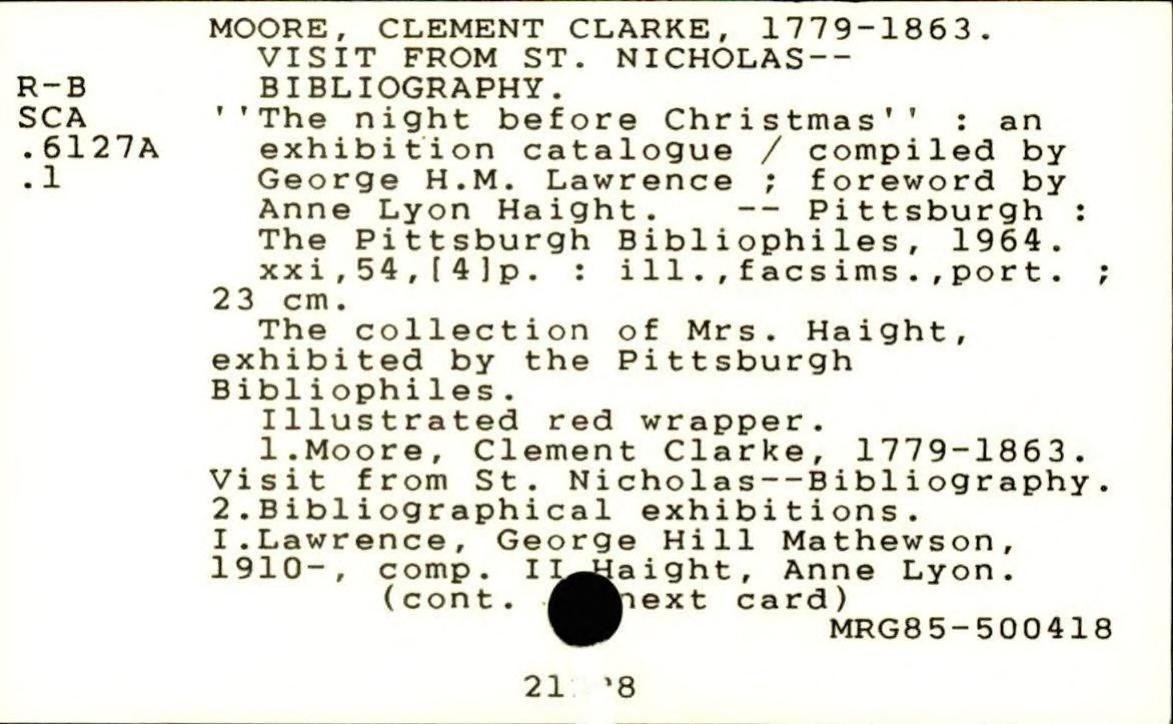 MOORE, CLEMENT CLARKE, 1779-1863.
VISIT FROM ST. NICHOLAS--
R-B BIBLIOGRAPHY.
SCA ''The night before Christmas'' : an
.6127A exhibition catalogue / compiled by
.1 George H.M. Lawrence ; foreword by
Anne Lyon Haight. -- Pittsburgh :
The Pittsburgh Bibliophiles, 1964.
xxi,54,[4]p. : ill.,facsims.,port. ;
23 cm.
The collection of Mrs. Haight,
exhibited by the Pittsburgh
Bibliophiles.
Illustrated red wrapper.
1.Moore, Clement Clarke, 1779-1863.
Visit from St. Nicholas--Bibliography.
2.Bibliographical exhibitions.
I.Lawrence, George Hill Mathewson,
1910-, comp. II Haight, Anne Lyon.
(cont. next card)
MRG85-500418